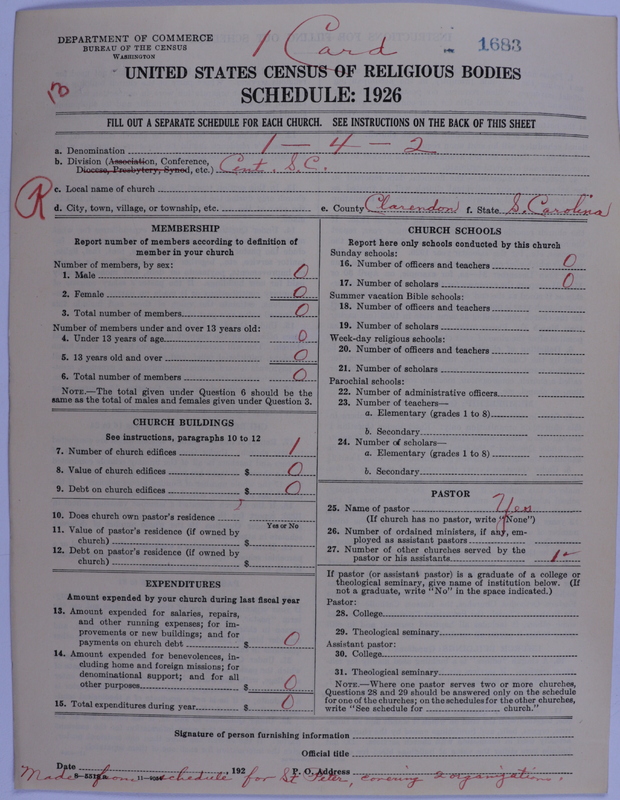 DEPARTMENT OF COMMERCE
BUREAU OF THE CENSUS
WASHINGTON
1 Card
1683
UNITED STATES CENSUS OF RELIGIOUS BODIES
SCHEDULE: 1926
FILL OUT A SEPARATE SCHEDULE FOR EACH CHURCH. SEE INSTRUCTIONS ON THE BACK OF THIS SHEET
a. Denomination 1 — 4 — 2
b. Division (Association, Conference,
Diocese, Presbytery, Synod, etc.) Cent. S.C.
c. Local name of church
R
d. City, town, village, or township, etc. e. County Clarendon f. State S. Carolina
MEMBERSHIP
Report number of members according to definition of
member in your church
Number of members, by sex:
1. Male 0
2. Female 0
3. Total number of members 0
Number of members under and over 13 years old:
4. Under 13 years of age 0
5. 13 years old and over 0
6. Total number of members 0
NOTE.—The total given under Question 6 should be
same as the total of males and females given under Question 3.
CHURCH BUILDINGS
See instructions, paragraphs 10 to 12
7. Number of church edifices 1
8. Value of church edifices $ 0
9. Debt on church edifices $ 0
10. Does church own pastor's residence
Yes or No
11. Value of pastor's residence (if owned by
church) $
12. Debt on pastor's residence (if owned by
church) $
EXPENDITURES
Amount expended by your church during last fiscal year
13. Amount expended for salaries, repairs,
and other running expenses; for im-
provements or new buildings; and for
payments on church debt $ 0
14. Amount expended for benevolences, in-
cluding home and foreign missions; for
denominational support; and for all
other purposes $ 0
15. Total expenditures during year $ 0
CHURCH SCHOOLS
Report here only schools conducted by this church
Sunday schools:
16. Number of officers and teachers 0
17. Number of scholars 0
Summer vacation Bible schools:
18. Number of officers and teachers
19. Number of scholars
Week-day religious schools:
20. Number of officers and teachers
21. Number of scholars
Parochial schools:
22. Number of administrative officers
23. Number of teachers—
a. Elementary (grades 1 to 8)
b. Secondary
24. Number of scholars—
a. Elementary (grades 1 to 8)
b. Secondary
PASTOR
25. Name of pastor Yes
(If church has no pastor, write "None")
26. Number of ordained ministers, if any, em-
ployed as assistant pastors
27. Number of other churches served by the
pastor or his assistants
If pastor (or assistant pastor) is a graduate of a college or
theological seminary, give name of institution below. (If
not a graduate, write "No" in the space indicated.)
Pastor:
28. College
29. Theological seminary
Assistant pastor:
30. College
31. Theological seminary
NOTE.—Where one pastor serves two or more churches,
Questions 28 and 29 should be answered only on the schedule
for one of the churches; on the schedules for the other churches,
write "See schedule for church."
Signature of person furnishing information
Official title
Date , 192 P. O. Address
Made from schedule for St Peter, covering 2 organizations.